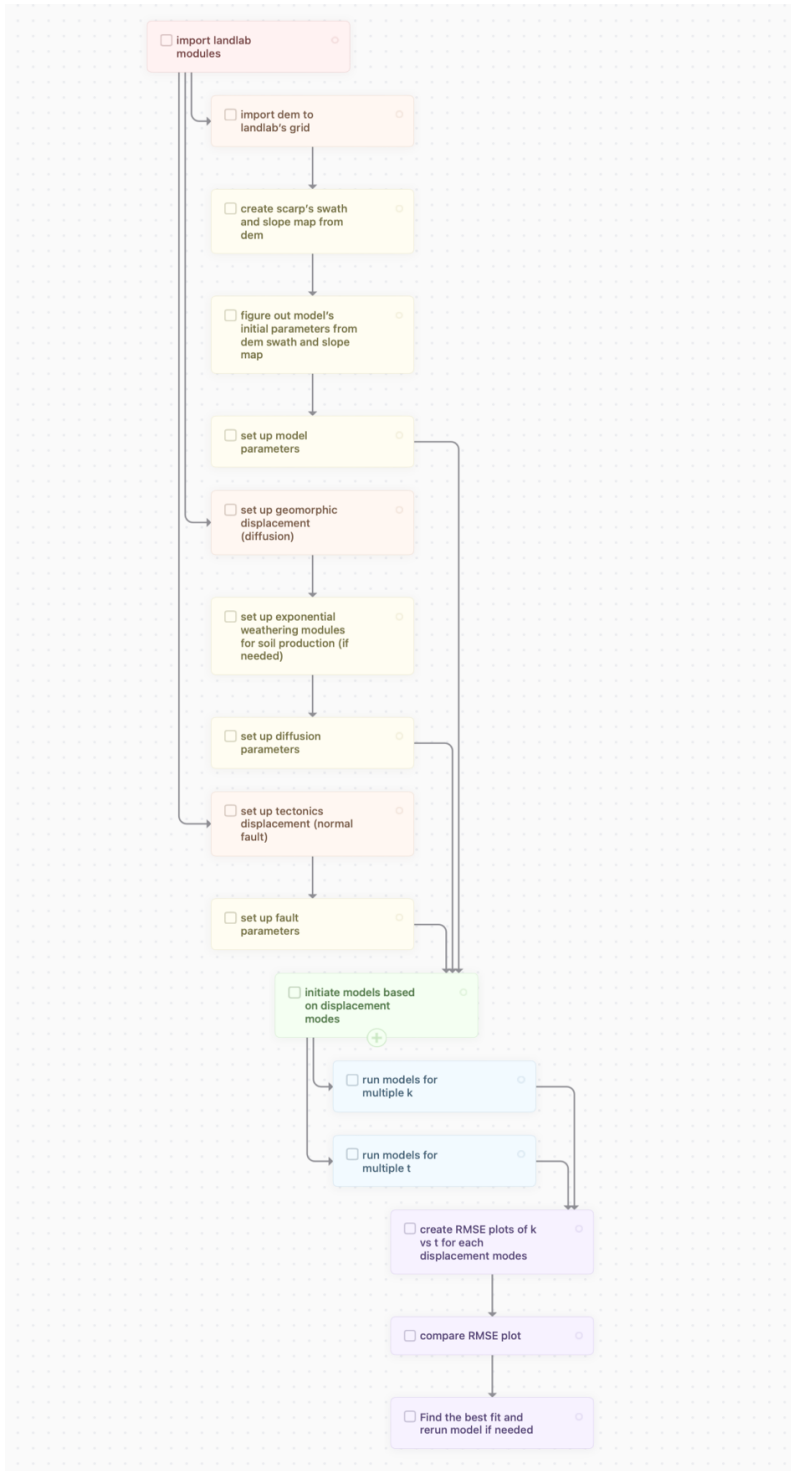 import landlab
modules
import dem to
landlab's grid
create scarp's swath
and slope map from
dem
figure out model's
initial parameters from
dem swath and slope
map
set up model
parameters
set up geomorphic
displacement
(diffusion)
set up exponential
weathering modules
for soil production (if
needed)
set up diffusion
parameters
set up tectonics
displacement (normal
fault)
set up fault
parameters
initiate models based
on displacement
modes
run models for
multiple k
run models for
multiple t
create RMSE plots of k
vs t for each
displacement modes
compare RMSE plot
Find the best fit and
rerun model if needed